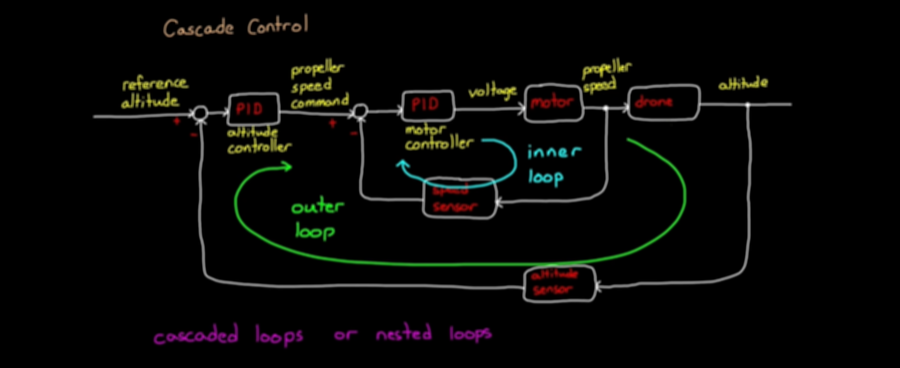 Cascade Control
reference
altitude
+
-
PID
altitude
controller
propeller
speed
command
+
-
PID
motor
controller
voltage
motor
propeller
speed
drone
altitude
inner
loop
speed
sensor
outer
loop
altitude
sensor
cascaded loops or nested loops